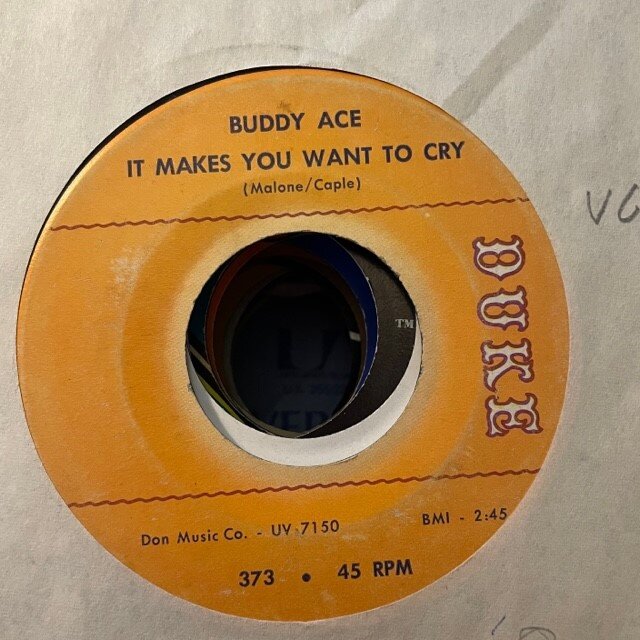 BUDDY ACE
IT MAKES YOU WANT TO CRY
(Malone/Caple)
VG
DUKE
TM
Don Music Co. - UV-7150
BMI - 2:45
373 • 45 RPM